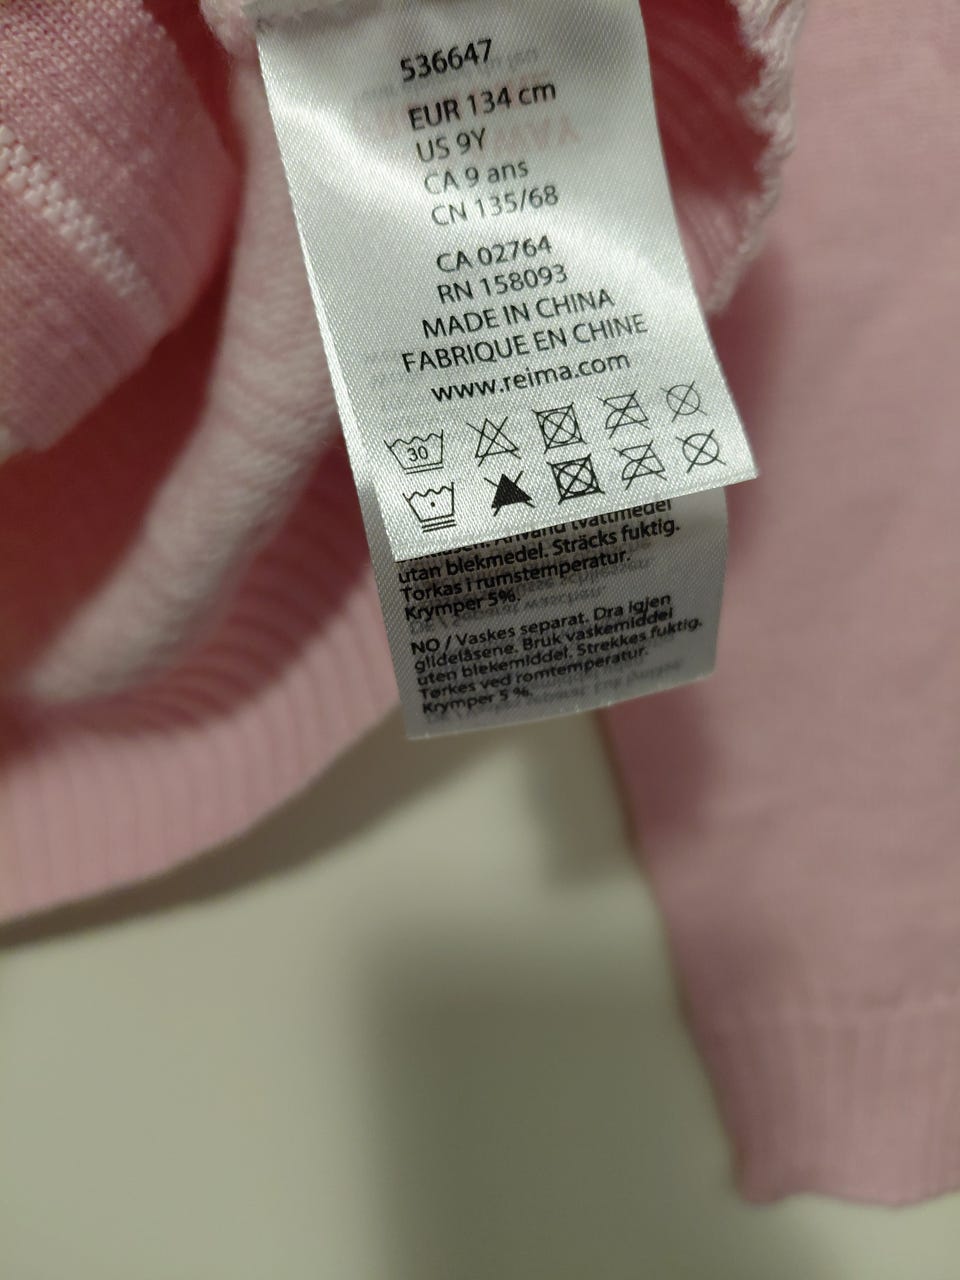 536647
EUR 134 cm
US 9Y
CA 9 ans
CN 135/68
CA 02764
RN 158093
MADE IN CHINA
FABRIQUE EN CHINE
www.reima.com
30
Använd tvättmedel
utan blekmedel. Sträcks fuktig.
Torkas i rumstemperatur.
Krymper 5%.
NO / Vaskes separat. Dra igjen
glidelåsene. Bruk vaskemiddel
uten blekemiddel. Strekkes fuktig.
Tørkes ved romtemperatur.
Krymper 5 %.